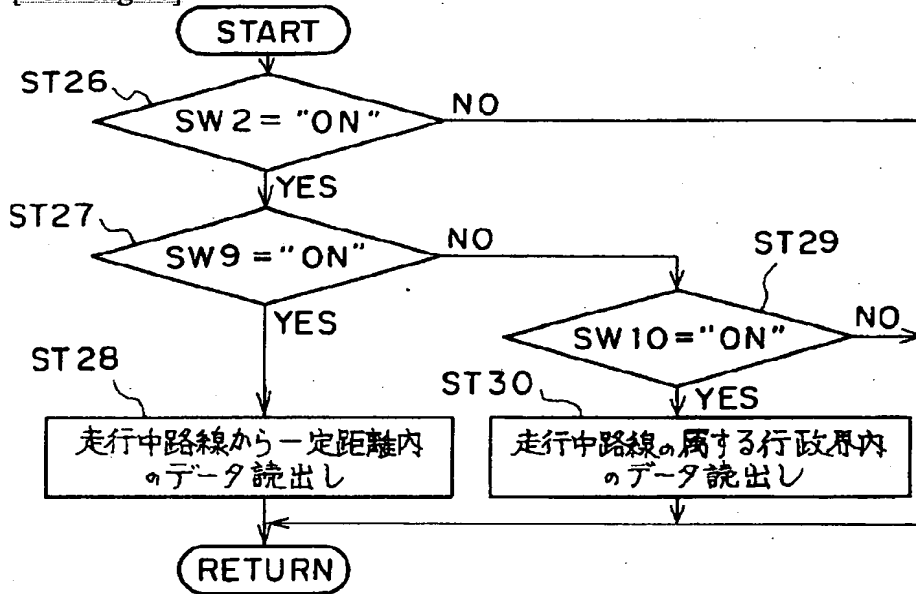 START
ST26
SW2="ON"
NO
YES
ST27
SW9="ON"
NO
ST29
YES
SW10="ON"
NO
ST28
ST30
YES
走行中路線から一定距離内
のデータ読出し
走行中路線の属する行政界内
のデータ読出し
RETURN